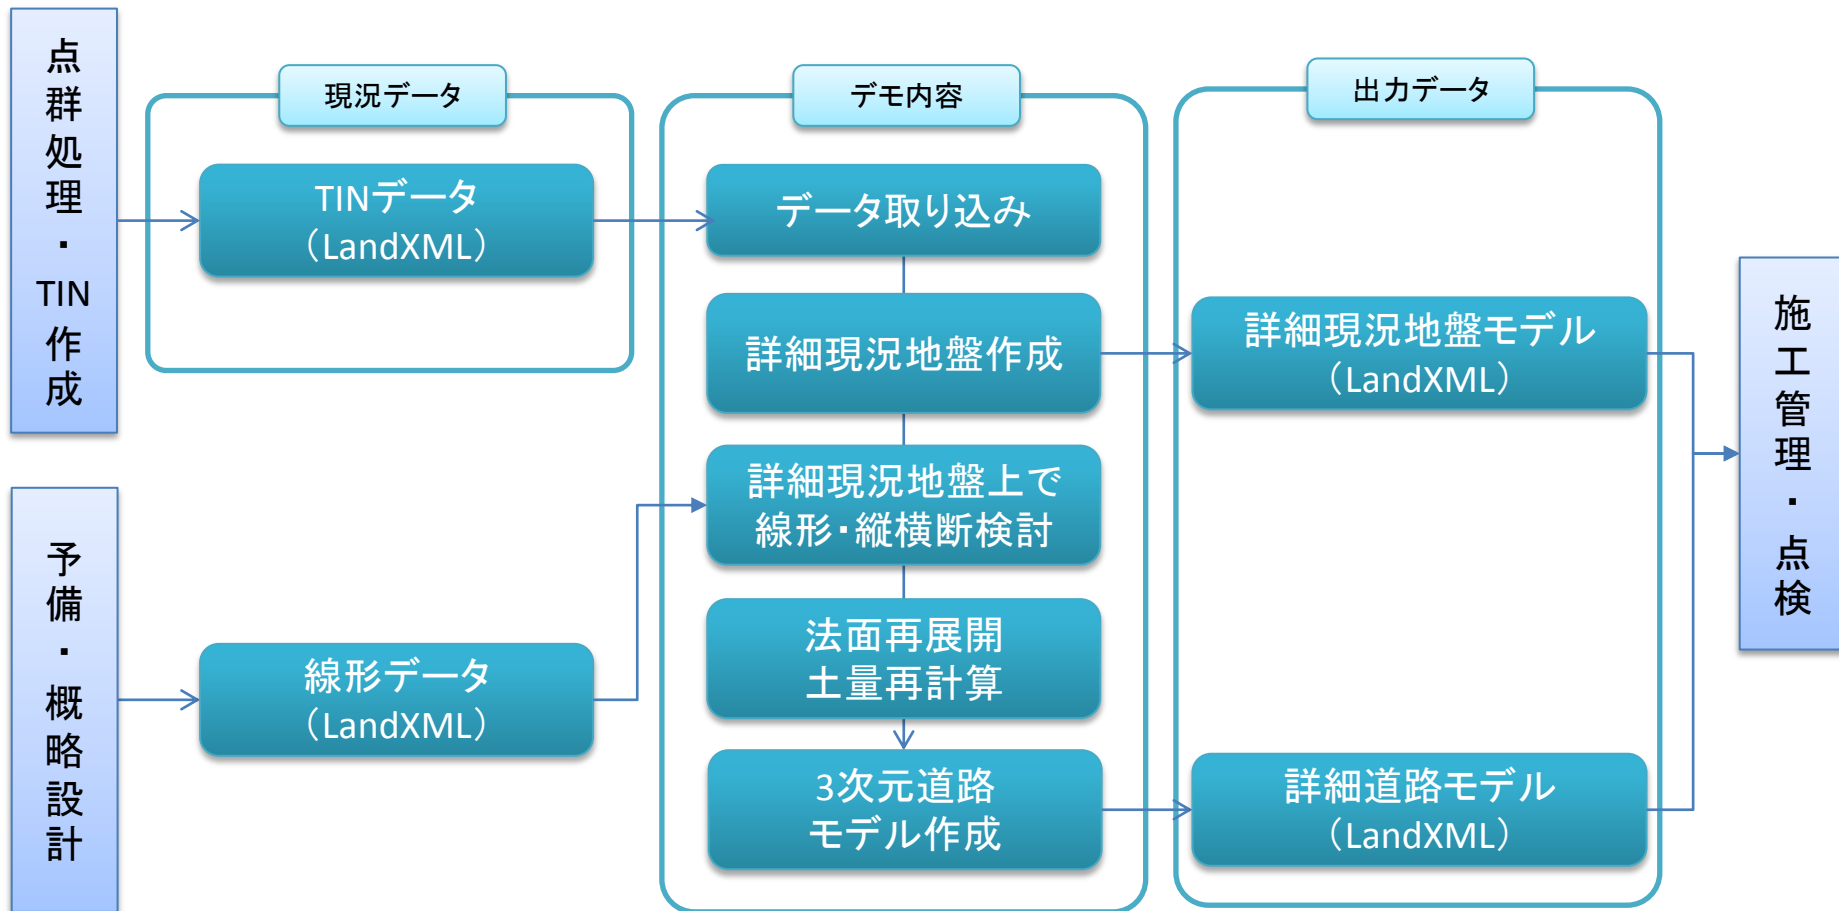 点群処理・TIN作成
現況データ
TINデータ
（LandXML）
予備・概略設計
線形データ
（LandXML）
デモ内容
データ取り込み
詳細現況地盤作成
詳細現況地盤上で
線形・縦横断検討
法面再展開
土量再計算
3次元道路
モデル作成
出力データ
詳細現況地盤モデル
（LandXML）
詳細道路モデル
（LandXML）
施工管理・点検